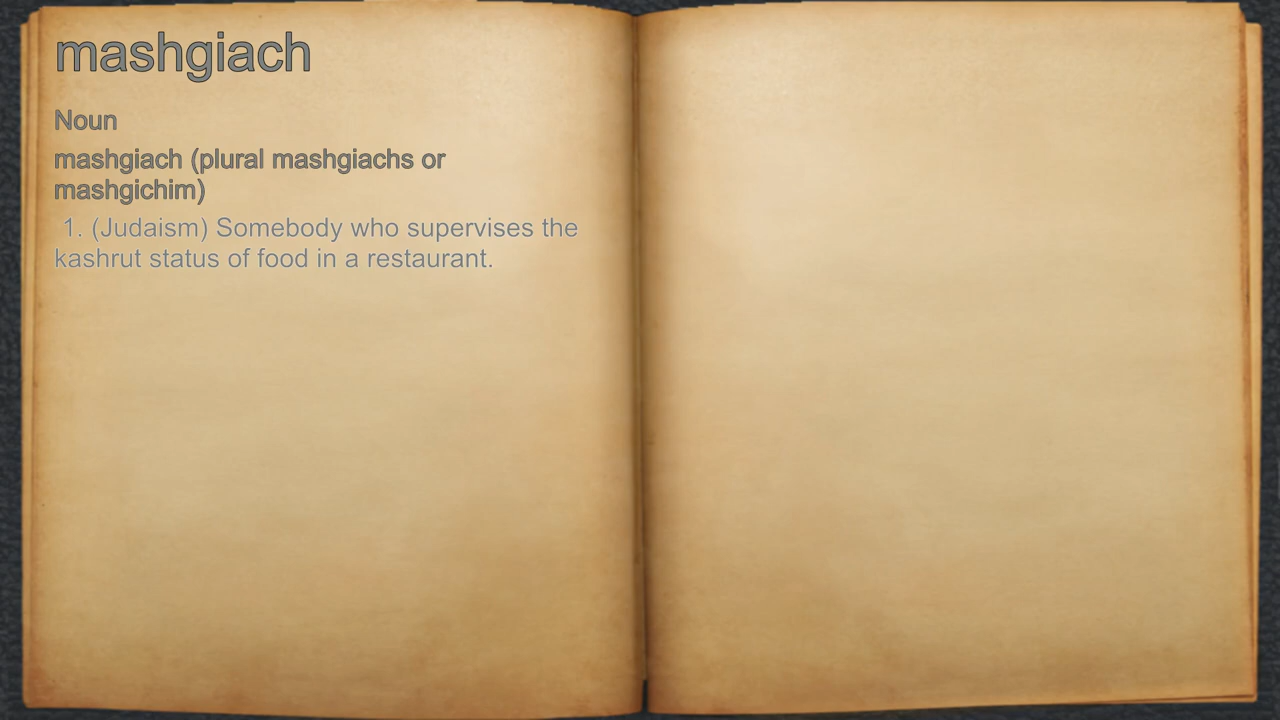 mashgiach
Noun
mashgiach (plural mashgiachs or
mashgichim)
1. (Judaism) Somebody who supervises the
kashrut status of food in a restaurant.